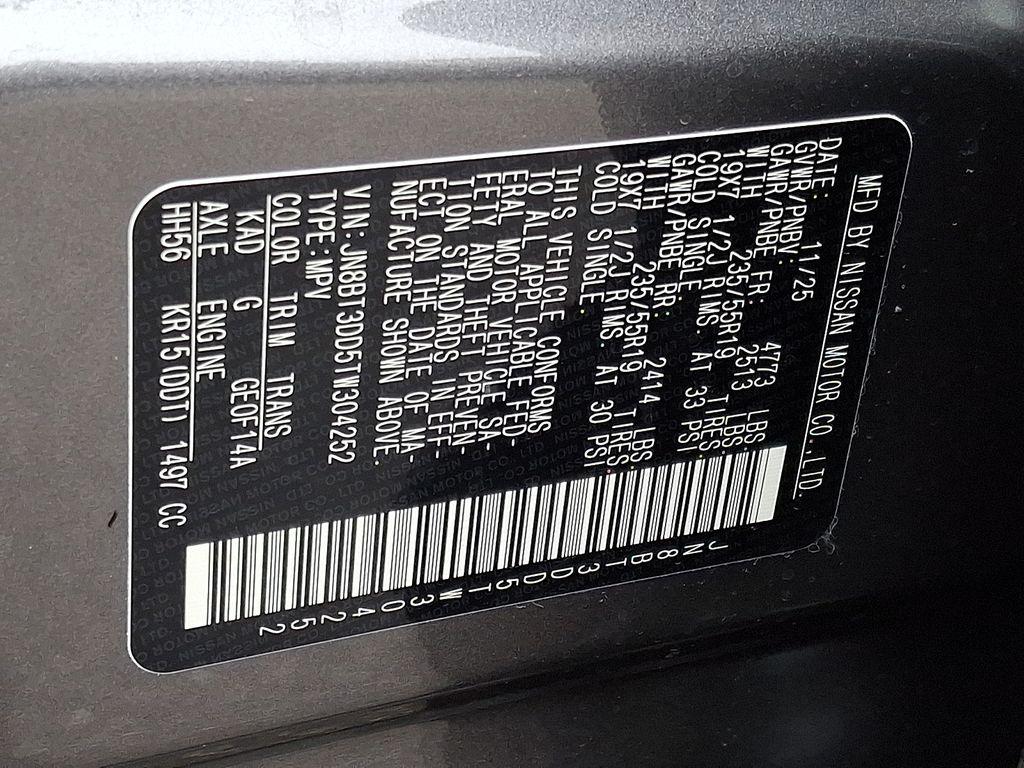 MFD BY NISSAN MOTOR CO.,LTD.
DATE: 11/25
GVWR/PNBV: 4773 LBS
GAWR/PNBE FR: 2513 LBS
WITH 235/55R19 TIRES,
19X7 1/2J RIMS. AT 33 PSI
COLD SINGLE.
GAWR/PNBE RR: 2414 LBS
WITH 235/55R19 TIRES,
19X7 1/2J RIMS AT 30 PSI
COLD SINGLE.
THIS VEHICLE CONFORMS
TO ALL APPLICABLE FED-
ERAL MOTOR VEHICLE SA-
FETY AND THEFT PREVEN-
TION STANDARDS IN EFF-
ECT ON THE DATE OF MA-
NUFACTURE SHOWN ABOVE.
VIN: JN8BT3DD5TW304252
TYPE:MPV
COLOR TRIM TRANS
KAD G GE0F14A
AXLE ENGINE
HH56 KR15(DDT) 1497 CC
JN8BT3DD5TW304252